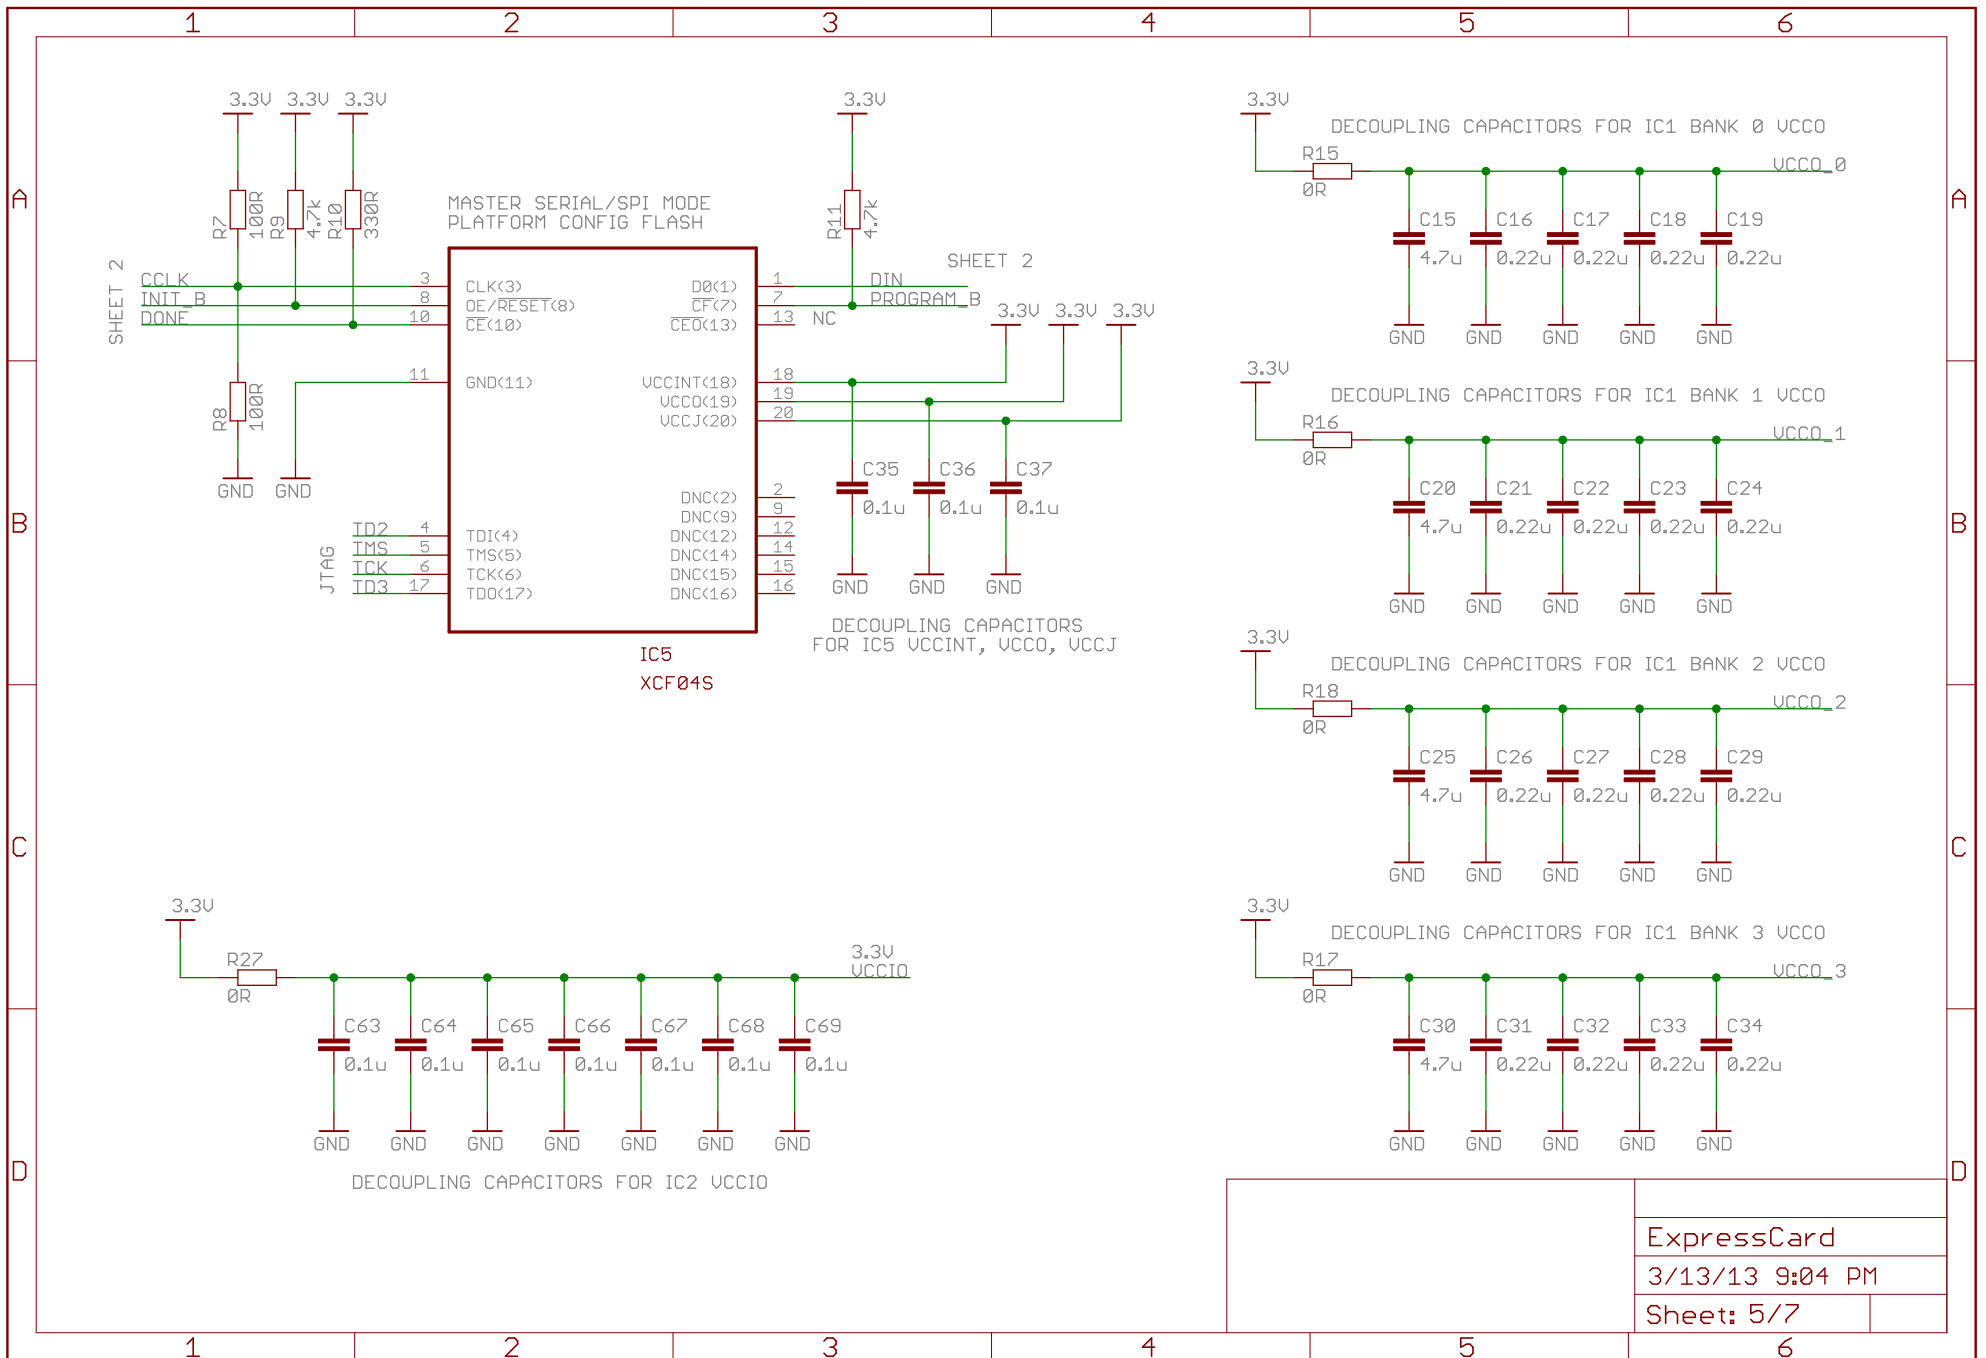 1 2 3 4 5 6
A
B
C
D
3.3V 3.3V 3.3V
R7
100R
R9
4.7k
R10
330R
SHEET 2
CCLK
INIT_B
DONE
R8
100R
GND GND
MASTER SERIAL/SPI MODE
PLATFORM CONFIG FLASH
3 CLK(3)
8 OE/RESET(8)
10 CE(10)
11 GND(11)
JTAG
TD2 4 TDI(4)
TMS 5 TMS(5)
TCK 6 TCK(6)
TD3 17 TDO(17)
D0(1) 1 DIN
CF(7) 7 PROGRAM_B
CEO(13) 13 NC
VCCINT(18) 18
VCCO(19) 19
VCCJ(20) 20
DNC(2) 2
DNC(9) 9
DNC(12) 12
DNC(14) 14
DNC(15) 15
DNC(16) 16
IC5
XCF04S
3.3V
R11
4.7k
SHEET 2
3.3V 3.3V 3.3V
C35 C36 C37
0.1u 0.1u 0.1u
GND GND GND
DECOUPLING CAPACITORS
FOR IC5 VCCINT, VCCO, VCCJ
3.3V
R27
0R
3.3V
VCCIO
C63 C64 C65 C66 C67 C68 C69
0.1u 0.1u 0.1u 0.1u 0.1u 0.1u 0.1u
GND GND GND GND GND GND GND
DECOUPLING CAPACITORS FOR IC2 VCCIO
3.3V
DECOUPLING CAPACITORS FOR IC1 BANK 0 VCCO
R15
0R
VCCO_0
C15 C16 C17 C18 C19
4.7u 0.22u 0.22u 0.22u 0.22u
GND GND GND GND GND
3.3V
DECOUPLING CAPACITORS FOR IC1 BANK 1 VCCO
R16
0R
VCCO_1
C20 C21 C22 C23 C24
4.7u 0.22u 0.22u 0.22u 0.22u
GND GND GND GND GND
3.3V
DECOUPLING CAPACITORS FOR IC1 BANK 2 VCCO
R18
0R
VCCO_2
C25 C26 C27 C28 C29
4.7u 0.22u 0.22u 0.22u 0.22u
GND GND GND GND GND
3.3V
DECOUPLING CAPACITORS FOR IC1 BANK 3 VCCO
R17
0R
VCCO_3
C30 C31 C32 C33 C34
4.7u 0.22u 0.22u 0.22u 0.22u
GND GND GND GND GND
A
B
C
D
ExpressCard
3/13/13 9:04 PM
Sheet: 5/7
1 2 3 4 5 6